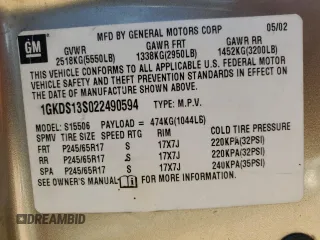 GM
MFD BY GENERAL MOTORS CORP 05/02
GVWR GAWR FRT GAWR RR
2518KG(5550LB) 1338KG(2950LB) 1452KG(3200LB)
THIS VEHICLE CONFORMS TO ALL APPLICABLE U.S. FEDERAL MOTOR
VEHICLE SAFETY AND THEFT PREVENTION STANDARDS IN EFFECT ON
THE DATE OF MANUFACTURE SHOWN ABOVE.
1GKDS13S022490594 TYPE: M.P.V.
MODEL: S15506 PAYLOAD = 474KG(1044LB)
SPMV TIRE SIZE SPEED RTG RIM COLD TIRE PRESSURE
FRT P245/65R17 S 17X7J 220KPA(32PSI)
RR P245/65R17 S 17X7J 220KPA(32PSI)
SPA P245/65R17 S 17X7J 240KPA(35PSI)
SEE OWNER'S MANUAL FOR MORE INFORMATION.
DRIVEBIDAMD